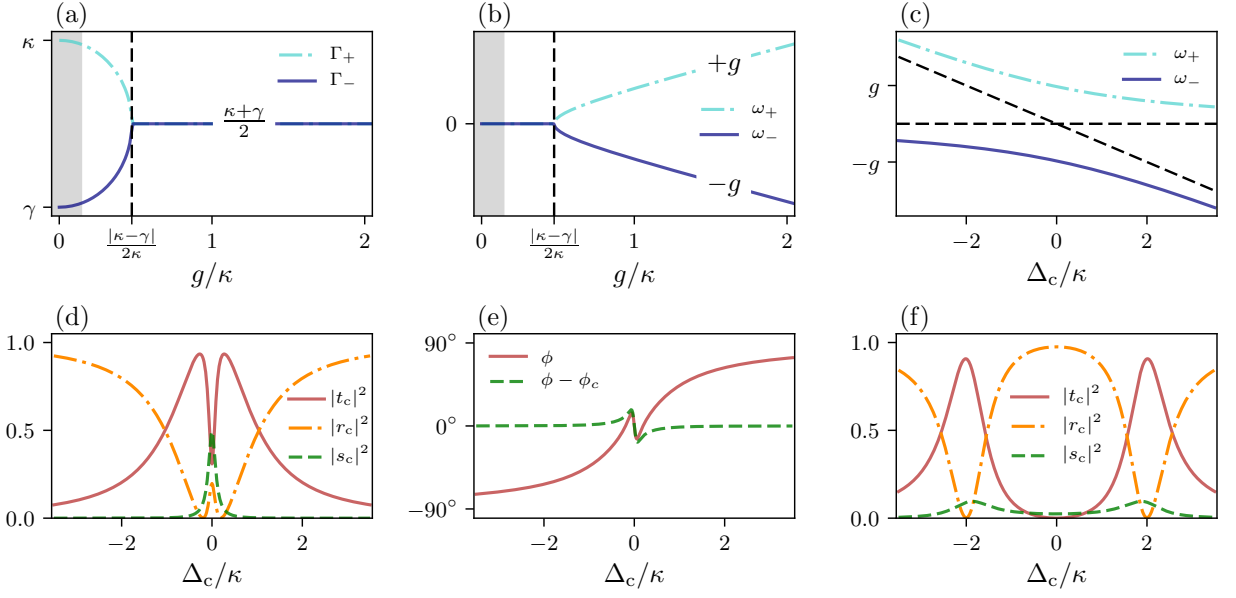 (a)
κ
γ
Γ₊
Γ₋
κ+γ/2
0
|κ−γ|/2κ
1
2
g/κ
(b)
0
+g
ω₊
ω₋
−g
0
|κ−γ|/2κ
1
2
g/κ
(c)
g
−g
ω₊
ω₋
−2
0
2
Δc/κ
(d)
1.0
0.5
0.0
|tc|²
|rc|²
|sc|²
−2
0
2
Δc/κ
(e)
90°
0°
−90°
ϕ
ϕ − ϕc
−2
0
2
Δc/κ
(f)
1.0
0.5
0.0
|tc|²
|rc|²
|sc|²
−2
0
2
Δc/κ